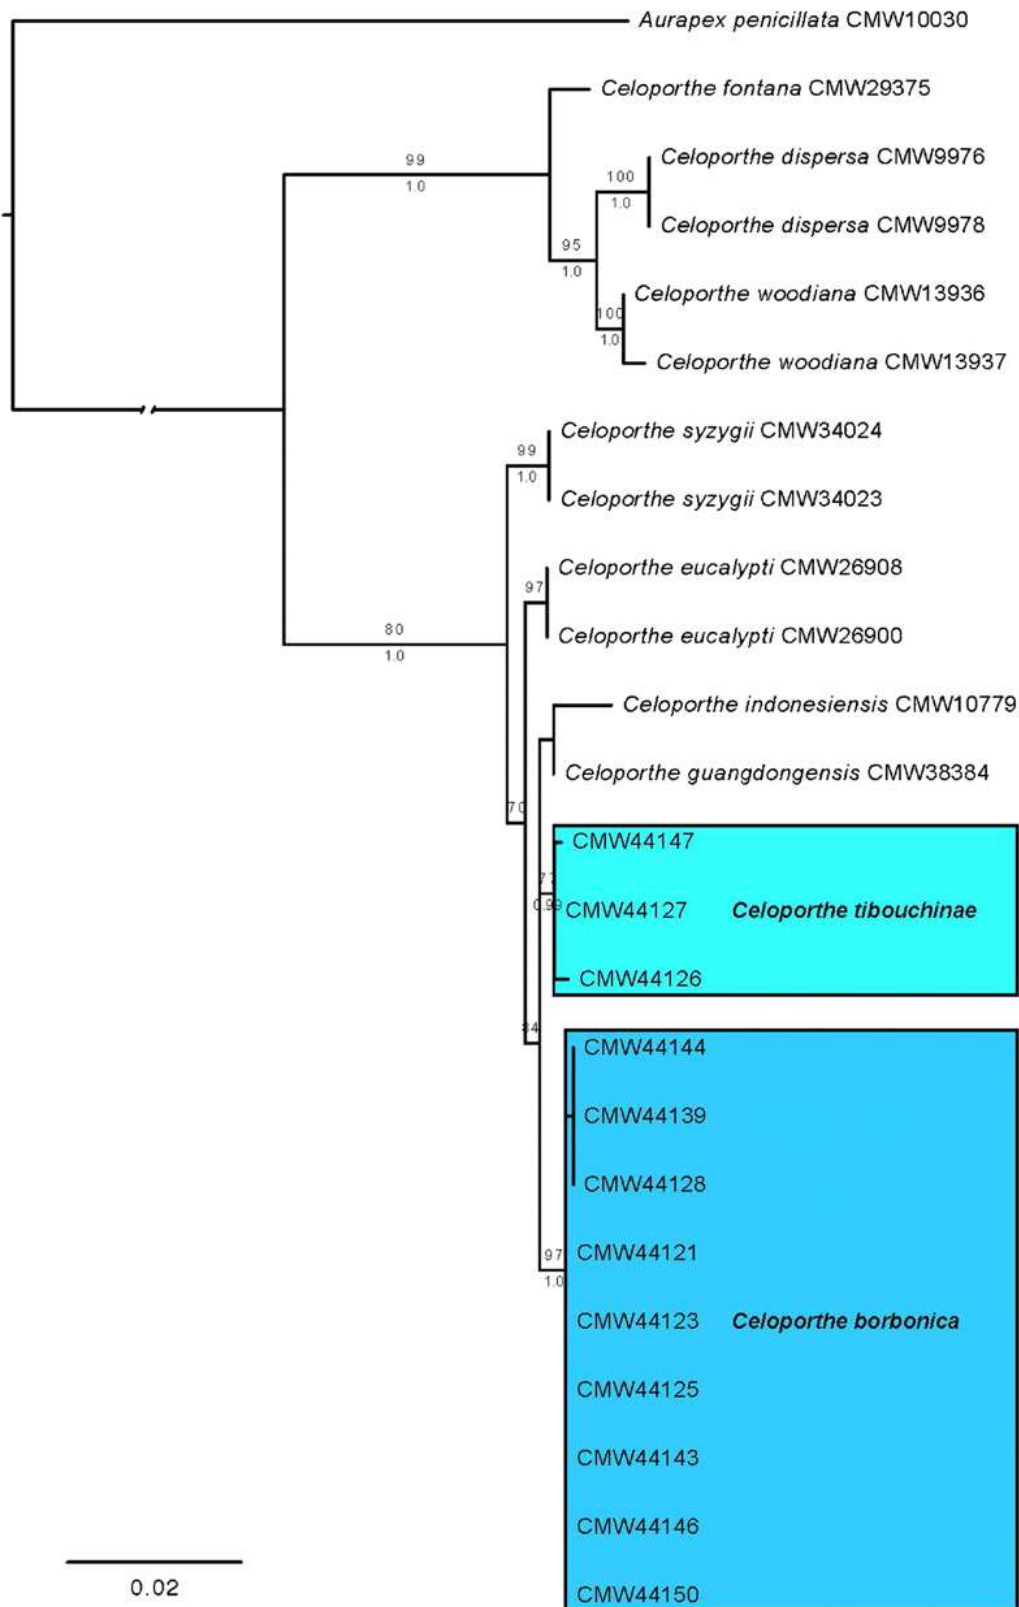 Aurapex penicillata CMW10030
Celoporthe fontana CMW29375
99
1.0
Celoporthe dispersa CMW9976
100
1.0
Celoporthe dispersa CMW9978
95
1.0
Celoporthe woodiana CMW13936
100
1.0
Celoporthe woodiana CMW13937
Celoporthe syzygii CMW34024
99
1.0
Celoporthe syzygii CMW34023
Celoporthe eucalypti CMW26908
97
Celoporthe eucalypti CMW26900
80
1.0
Celoporthe indonesiensis CMW10779
Celoporthe guangdongensis CMW38384
70
CMW44147
0.99
CMW44127 Celoporthe tibouchinae
CMW44126
CMW44144
CMW44139
CMW44128
CMW44121
97
1.0
CMW44123 Celoporthe borbonica
CMW44125
CMW44143
CMW44146
CMW44150
0.02